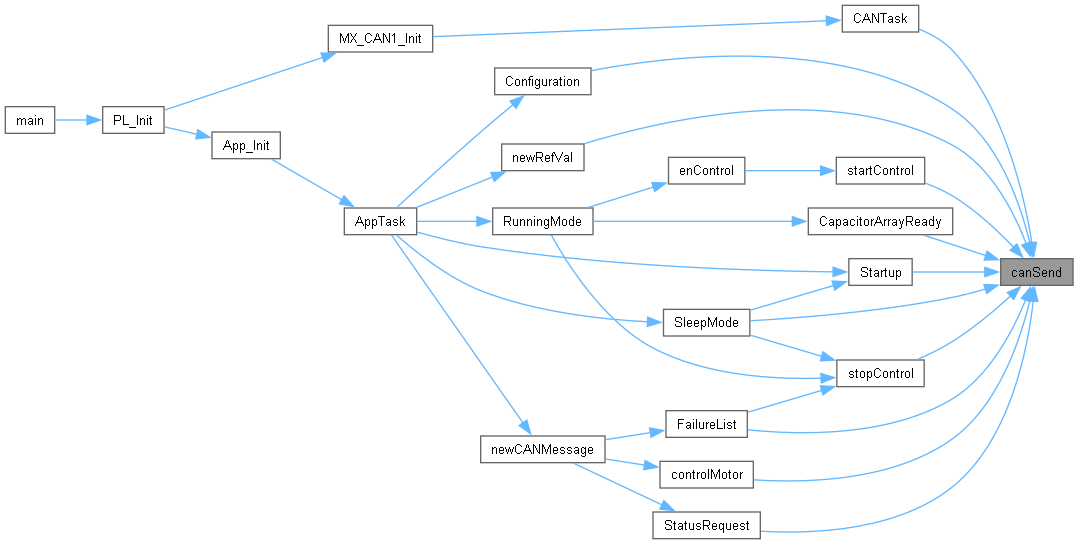 CANTask
MX_CAN1_Init
Configuration
main
PL_Init
App_Init
newRefVal
enControl
startControl
AppTask
RunningMode
CapacitorArrayReady
Startup
canSend
SleepMode
stopControl
FailureList
newCANMessage
controlMotor
StatusRequest